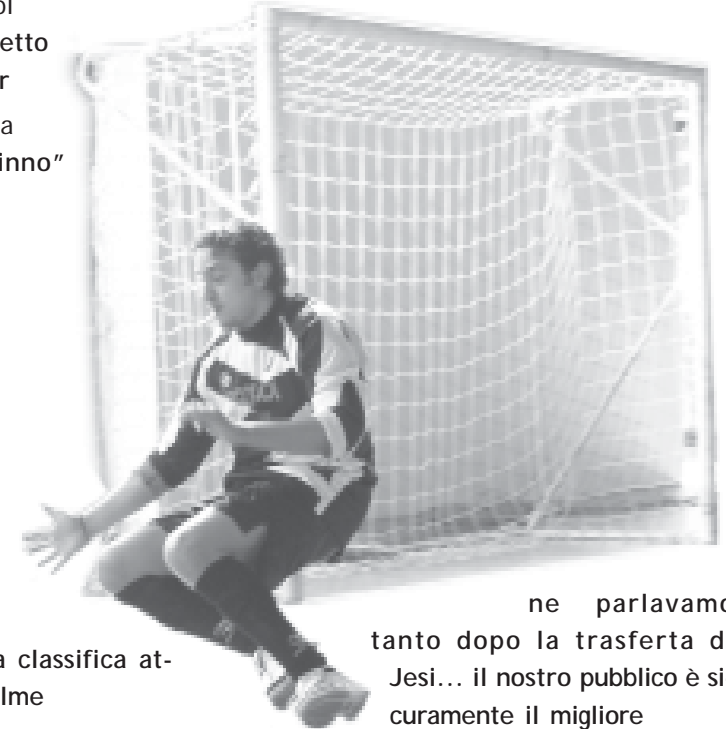 etto
r
a
inno"
a classifica at-
lme
ne parlavamo
tanto dopo la trasferta d
Jesi... il nostro pubblico è si
curamente il migliore